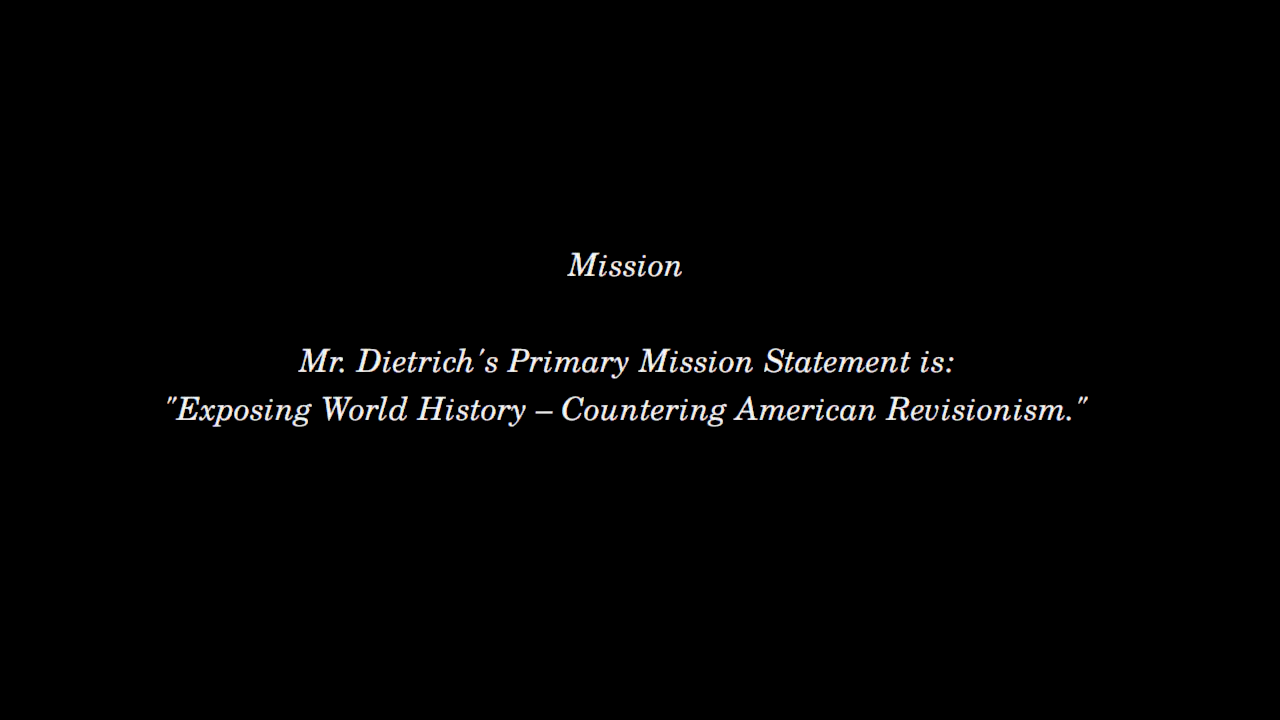 Mission
Mr. Dietrich's Primary Mission Statement is:
"Exposing World History – Countering American Revisionism."